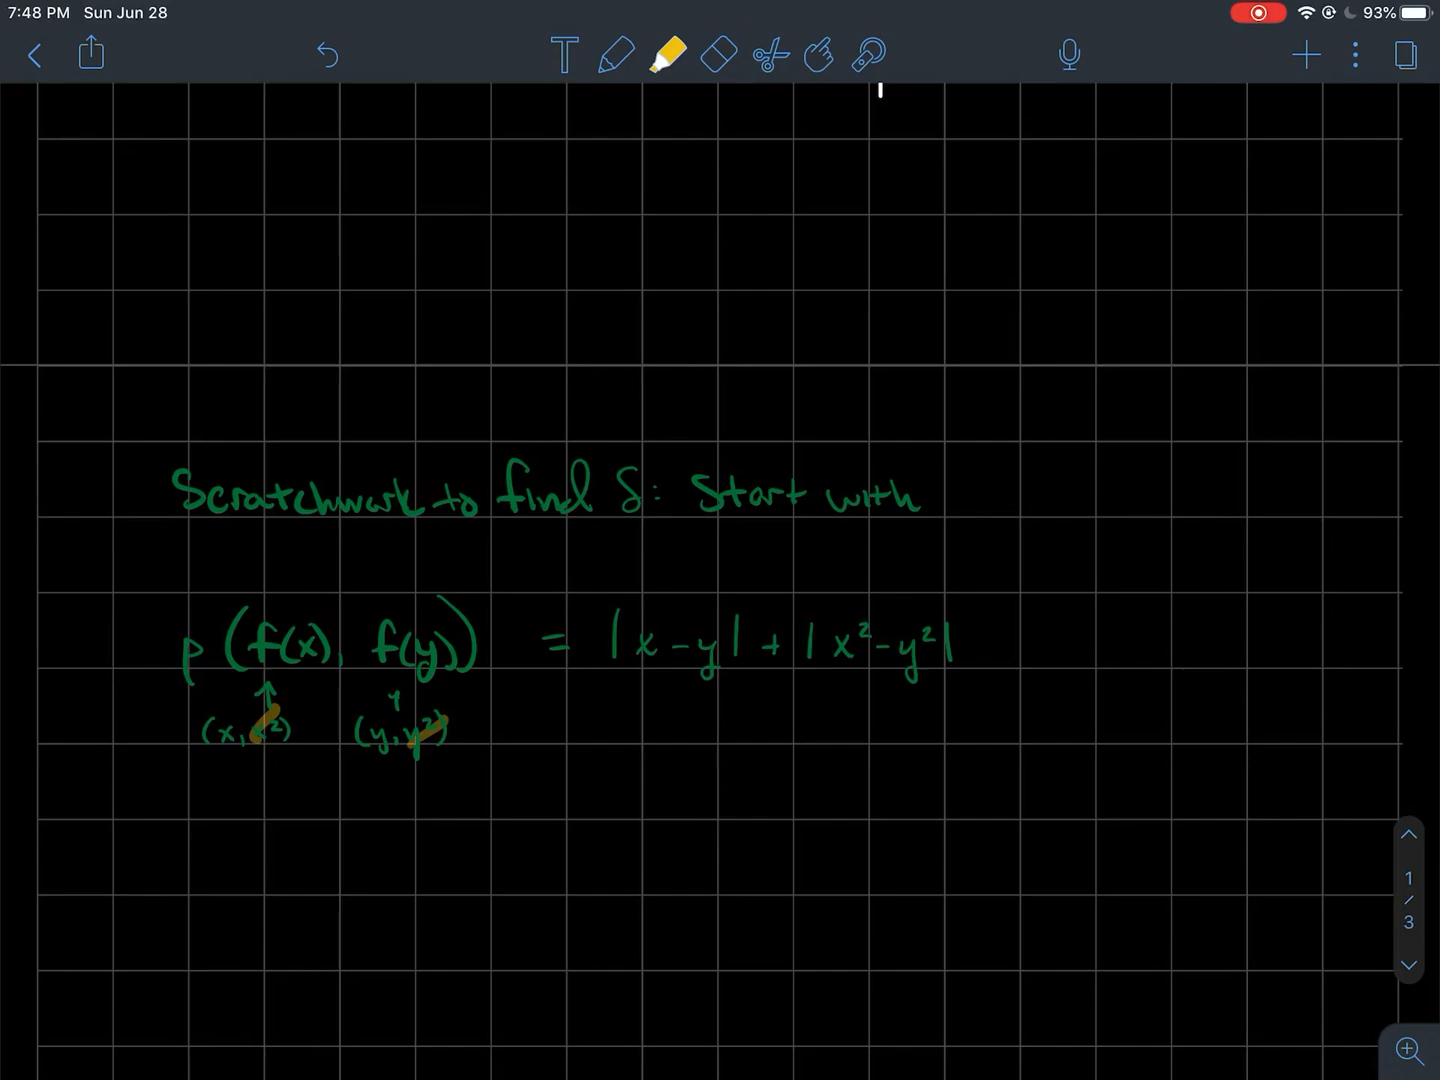 7:48 PM Sun Jun 28 93%
Scratchwork to find δ: Start with
p(f(x), f(y)) = |x-y| + |x²-y²|
(x, x²) (y, y²)
1
/
3